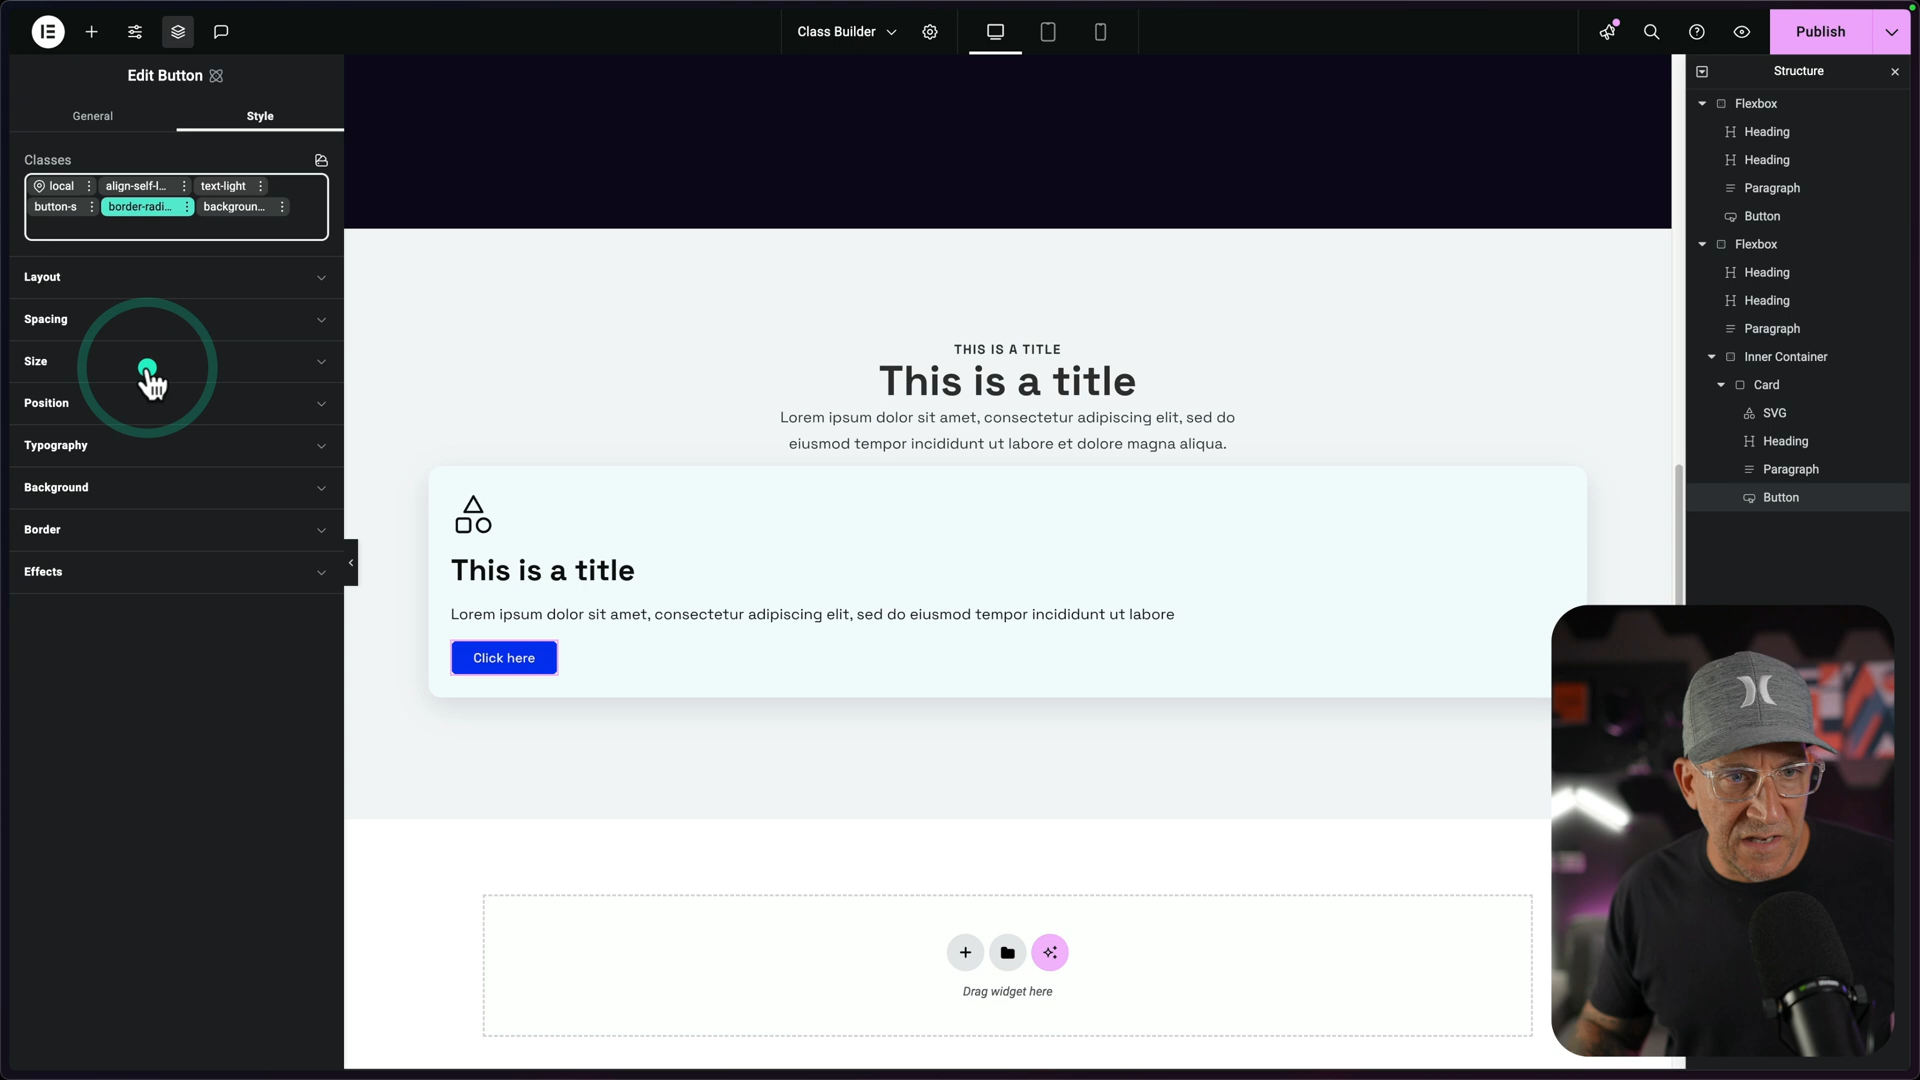 Class Builder
Publish
Edit Button
General
Style
Classes
local
align-self-l...
text-light
button-s
border-radi...
backgroun...
Layout
Spacing
Size
Position
Typography
Background
Border
Effects
THIS IS A TITLE
This is a title
Lorem ipsum dolor sit amet, consectetur adipiscing elit, sed do
eiusmod tempor incididunt ut labore et dolore magna aliqua.
This is a title
Lorem ipsum dolor sit amet, consectetur adipiscing elit, sed do eiusmod tempor incididunt ut labore
Click here
Drag widget here
Structure
Flexbox
Heading
Heading
Paragraph
Button
Flexbox
Heading
Heading
Paragraph
Inner Container
Card
SVG
Heading
Paragraph
Button